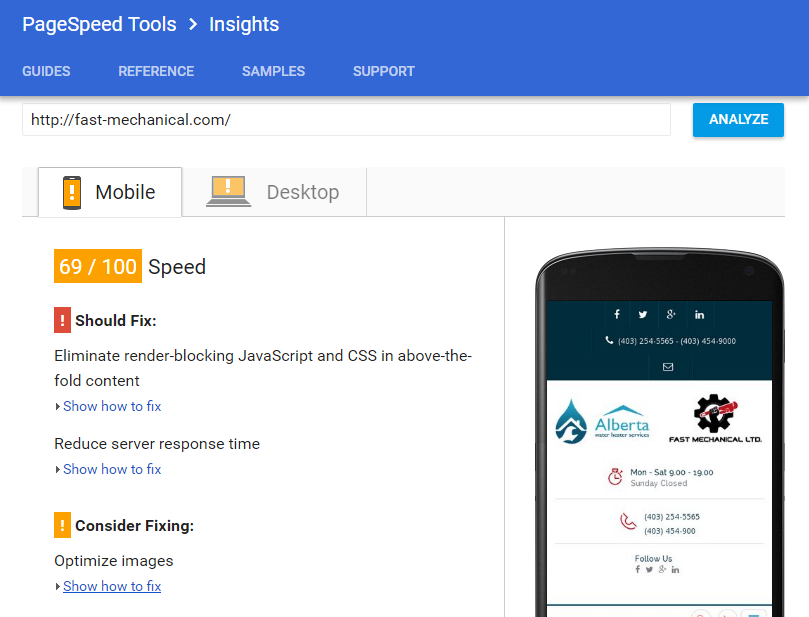 PageSpeed Tools > Insights
GUIDES REFERENCE SAMPLES SUPPORT
http://fast-mechanical.com/ ANALYZE
Mobile Desktop
69 / 100 Speed
! Should Fix:
Eliminate render-blocking JavaScript and CSS in above-the-
fold content
Show how to fix
Reduce server response time
Show how to fix
! Consider Fixing:
Optimize images
Show how to fix
(403) 254-5565 - (403) 454-9000
Alberta
water heater services
FAST MECHANICAL LTD.
Mon - Sat 9.00 - 19.00
Sunday Closed
(403) 254-5565
(403) 454-900
Follow Us